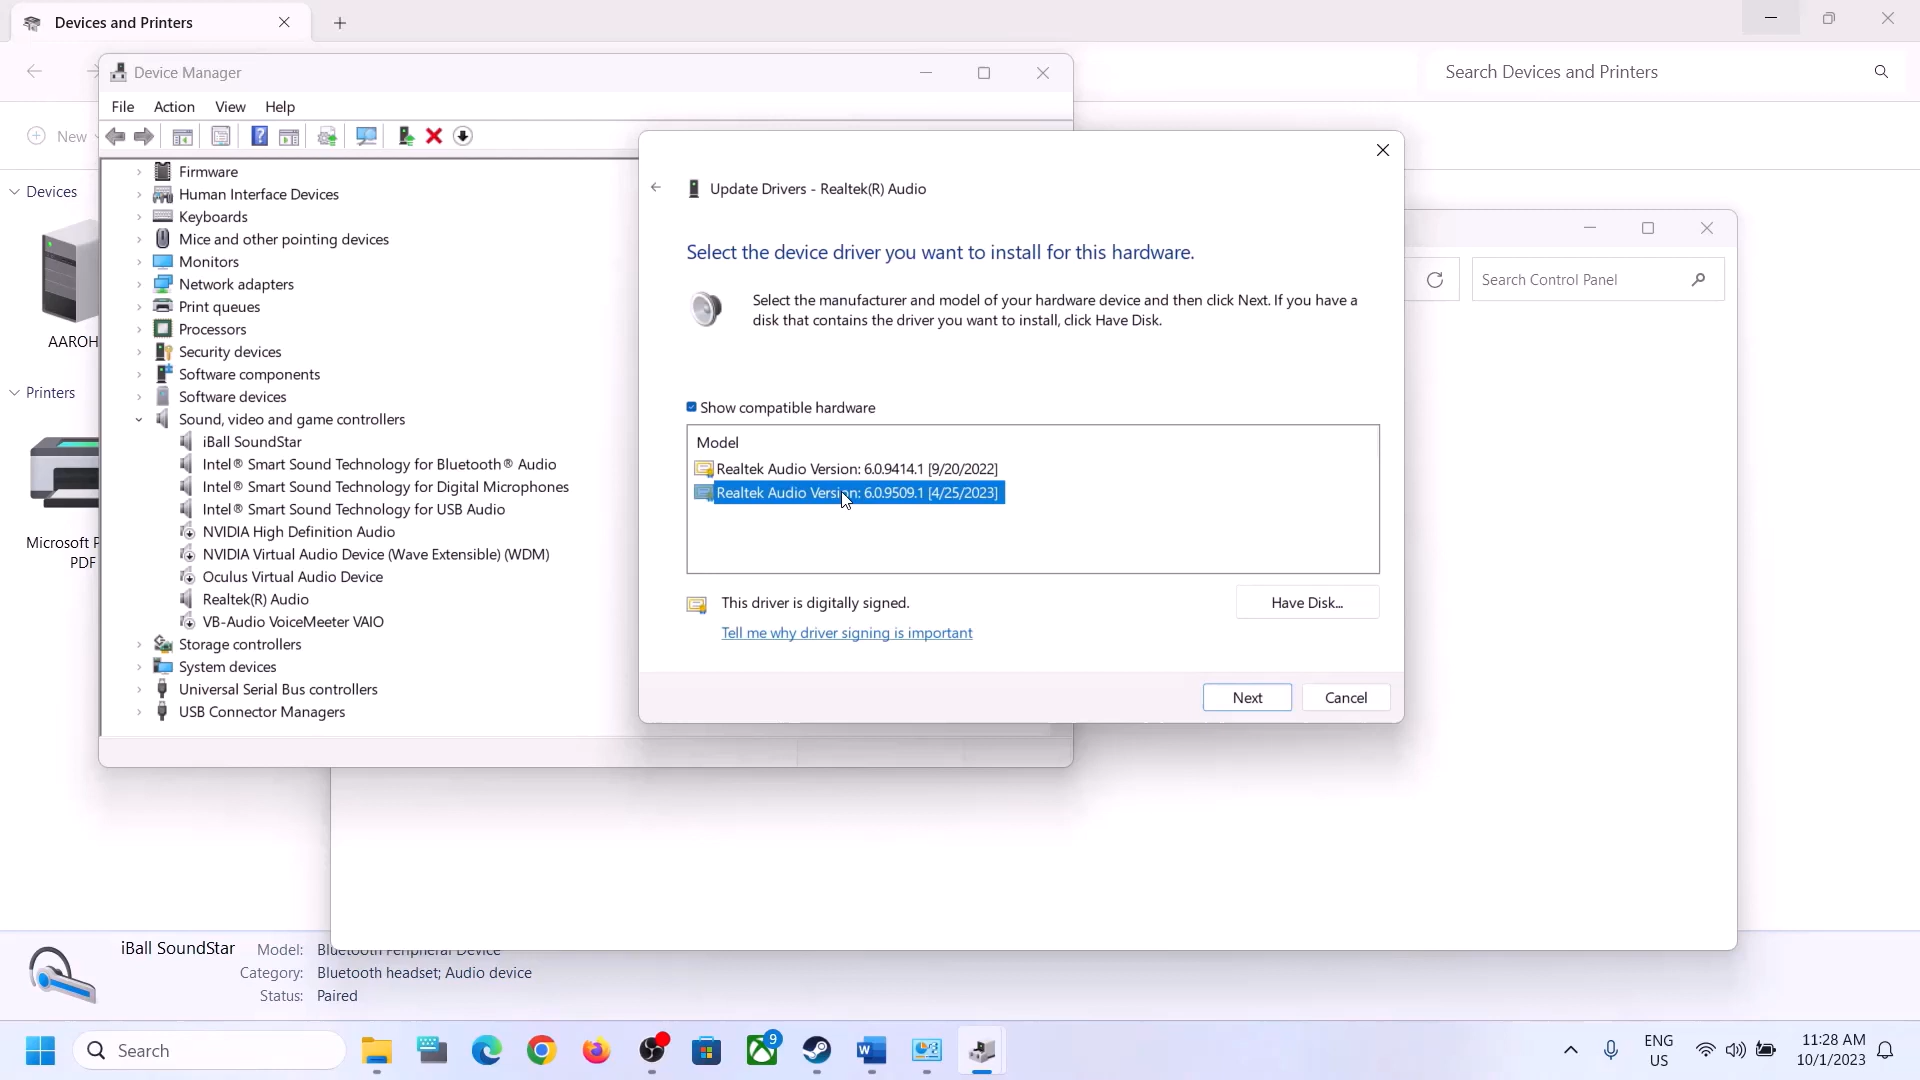 Devices and Printers
Search Devices and Printers
Device Manager
File Action View Help
New
Devices
AAROH
Printers
Microsoft P
PDF
Firmware
Human Interface Devices
Keyboards
Mice and other pointing devices
Monitors
Network adapters
Print queues
Processors
Security devices
Software components
Software devices
Sound, video and game controllers
iBall SoundStar
Intel® Smart Sound Technology for Bluetooth® Audio
Intel® Smart Sound Technology for Digital Microphones
Intel® Smart Sound Technology for USB Audio
NVIDIA High Definition Audio
NVIDIA Virtual Audio Device (Wave Extensible) (WDM)
Oculus Virtual Audio Device
Realtek(R) Audio
VB-Audio VoiceMeeter VAIO
Storage controllers
System devices
Universal Serial Bus controllers
USB Connector Managers
Update Drivers - Realtek(R) Audio
Select the device driver you want to install for this hardware.
Select the manufacturer and model of your hardware device and then click Next. If you have a
disk that contains the driver you want to install, click Have Disk.
Show compatible hardware
Model
Realtek Audio Version: 6.0.9414.1 [9/20/2022]
Realtek Audio Version: 6.0.9509.1 [4/25/2023]
This driver is digitally signed.
Have Disk...
Tell me why driver signing is important
Next
Cancel
Search Control Panel
iBall SoundStar
Model: Bluetooth Peripheral Device
Category: Bluetooth headset; Audio device
Status: Paired
Search
9
ENG
US
11:28 AM
10/1/2023